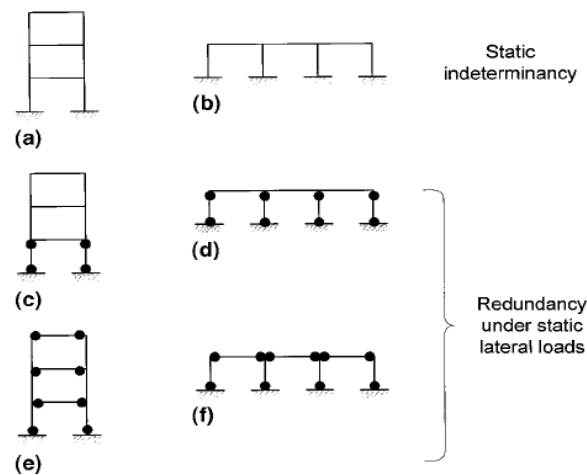 (a)
(b)
Static
indeterminancy
(c)
(d)
(e)
(f)
Redundancy
under static
lateral loads